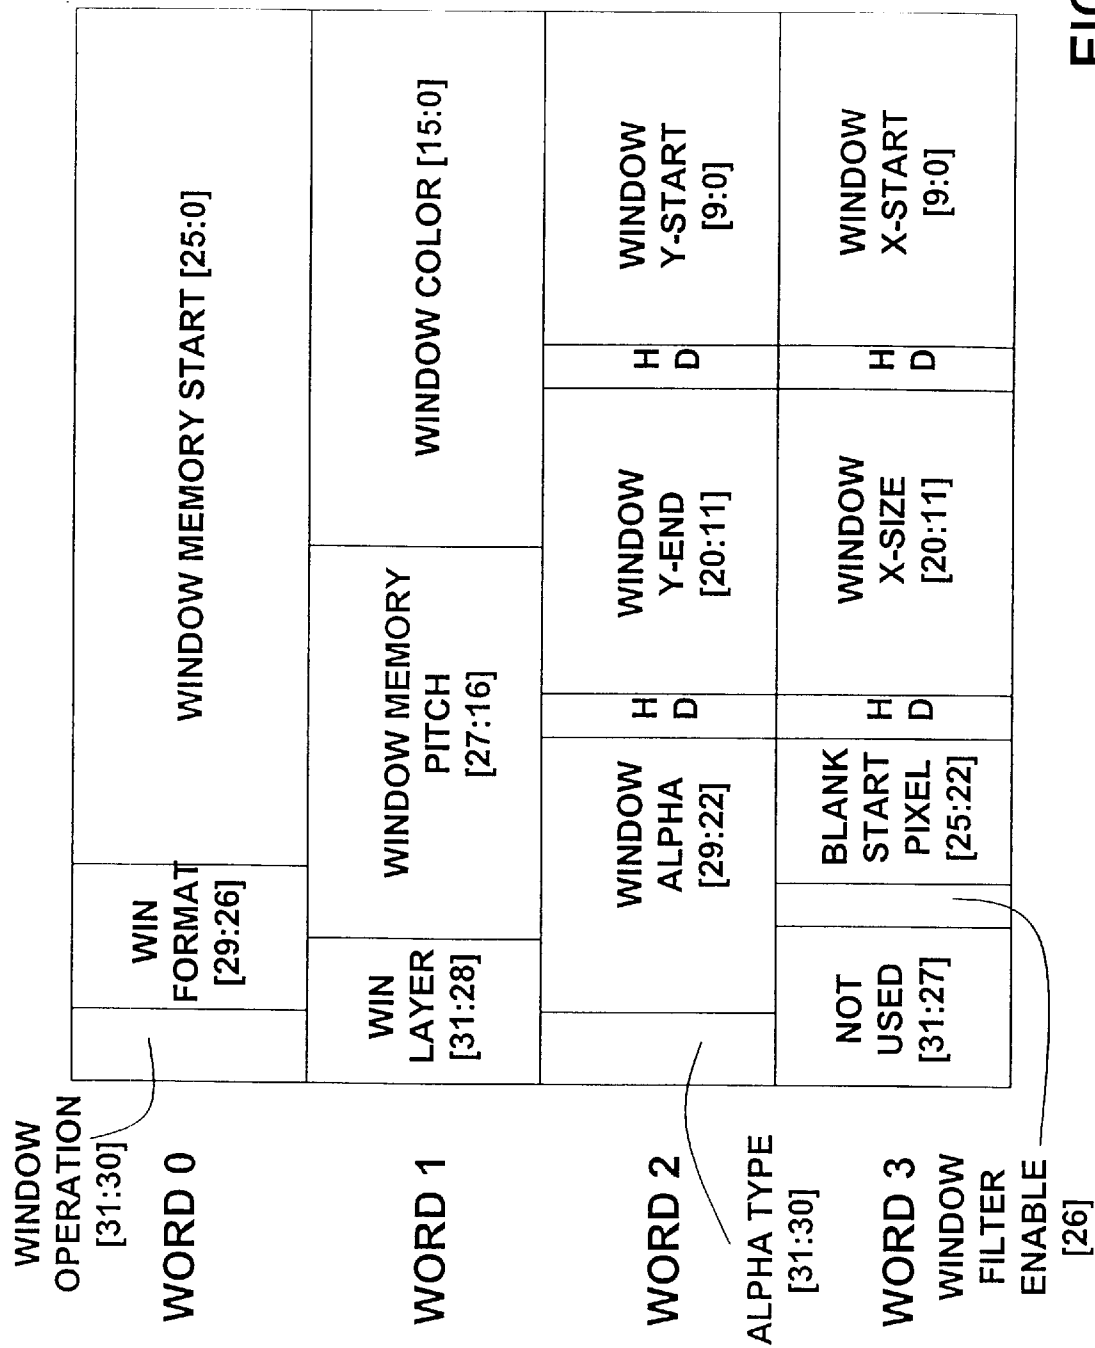 WINDOW
OPERATION
[31:30]
WORD 0
WIN
FORMAT
[29:26]
WINDOW MEMORY START [25:0]
WORD 1
WIN
LAYER
[31:28]
WINDOW MEMORY
PITCH
[27:16]
WINDOW COLOR [15:0]
WORD 2
ALPHA TYPE
[31:30]
WINDOW
ALPHA
[29:22]
H
D
WINDOW
Y-END
[20:11]
H
D
WINDOW
Y-START
[9:0]
WORD 3
NOT
USED
[31:27]
WINDOW
FILTER
ENABLE
[26]
BLANK
START
PIXEL
[25:22]
H
D
WINDOW
X-SIZE
[20:11]
H
D
WINDOW
X-START
[9:0]